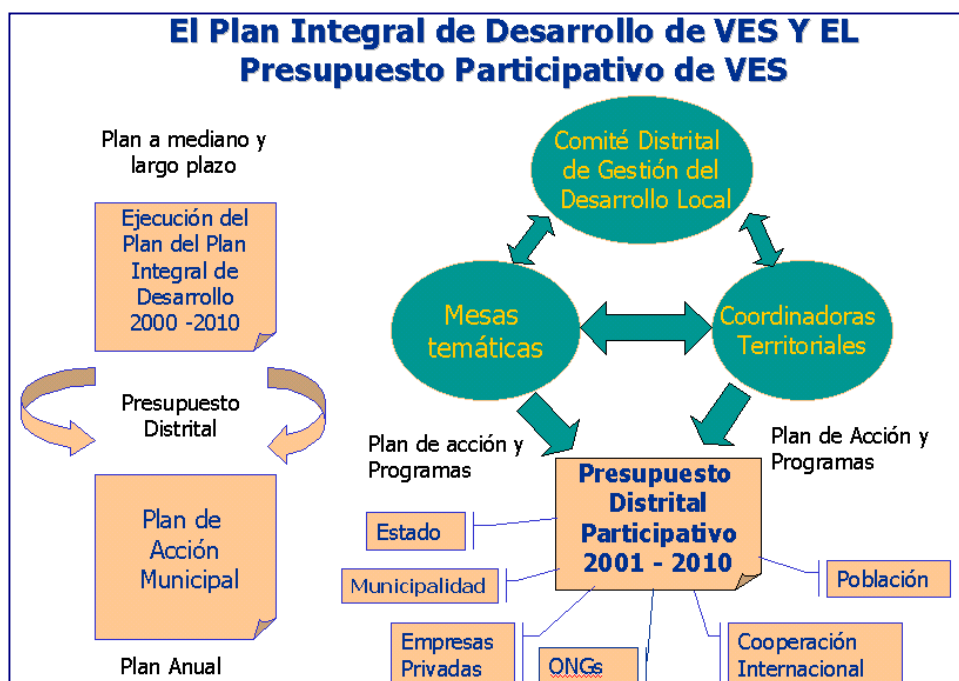 El Plan Integral de Desarrollo de VES Y EL
Presupuesto Participativo de VES
Plan a mediano y
largo plazo
Ejecución del
Plan del Plan
Integral de
Desarrollo
2000 -2010
Presupuesto
Distrital
Plan de
Acción
Municipal
Plan Anual
Comité Distrital
de Gestión del
Desarrollo Local
Mesas
temáticas
Coordinadoras
Territoriales
Plan de acción y
Programas
Plan de Acción y
Programas
Presupuesto
Distrital
Participativo
2001 - 2010
Estado
Municipalidad
Empresas
Privadas
ONGs
Cooperación
Internacional
Población